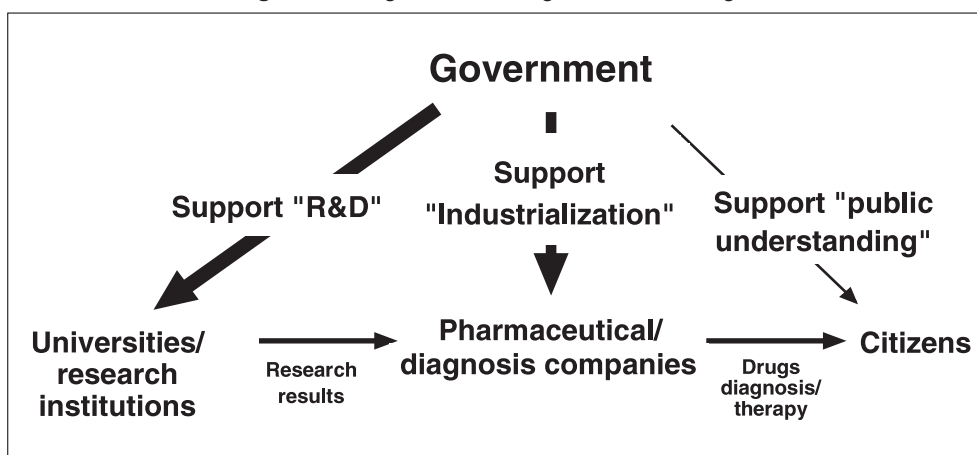 Government
Support "R&D"
Support
"Industrialization"
Support "public
understanding"
Universities/
research
institutions
Research
results
Pharmaceutical/
diagnosis companies
Drugs
diagnosis/
therapy
Citizens